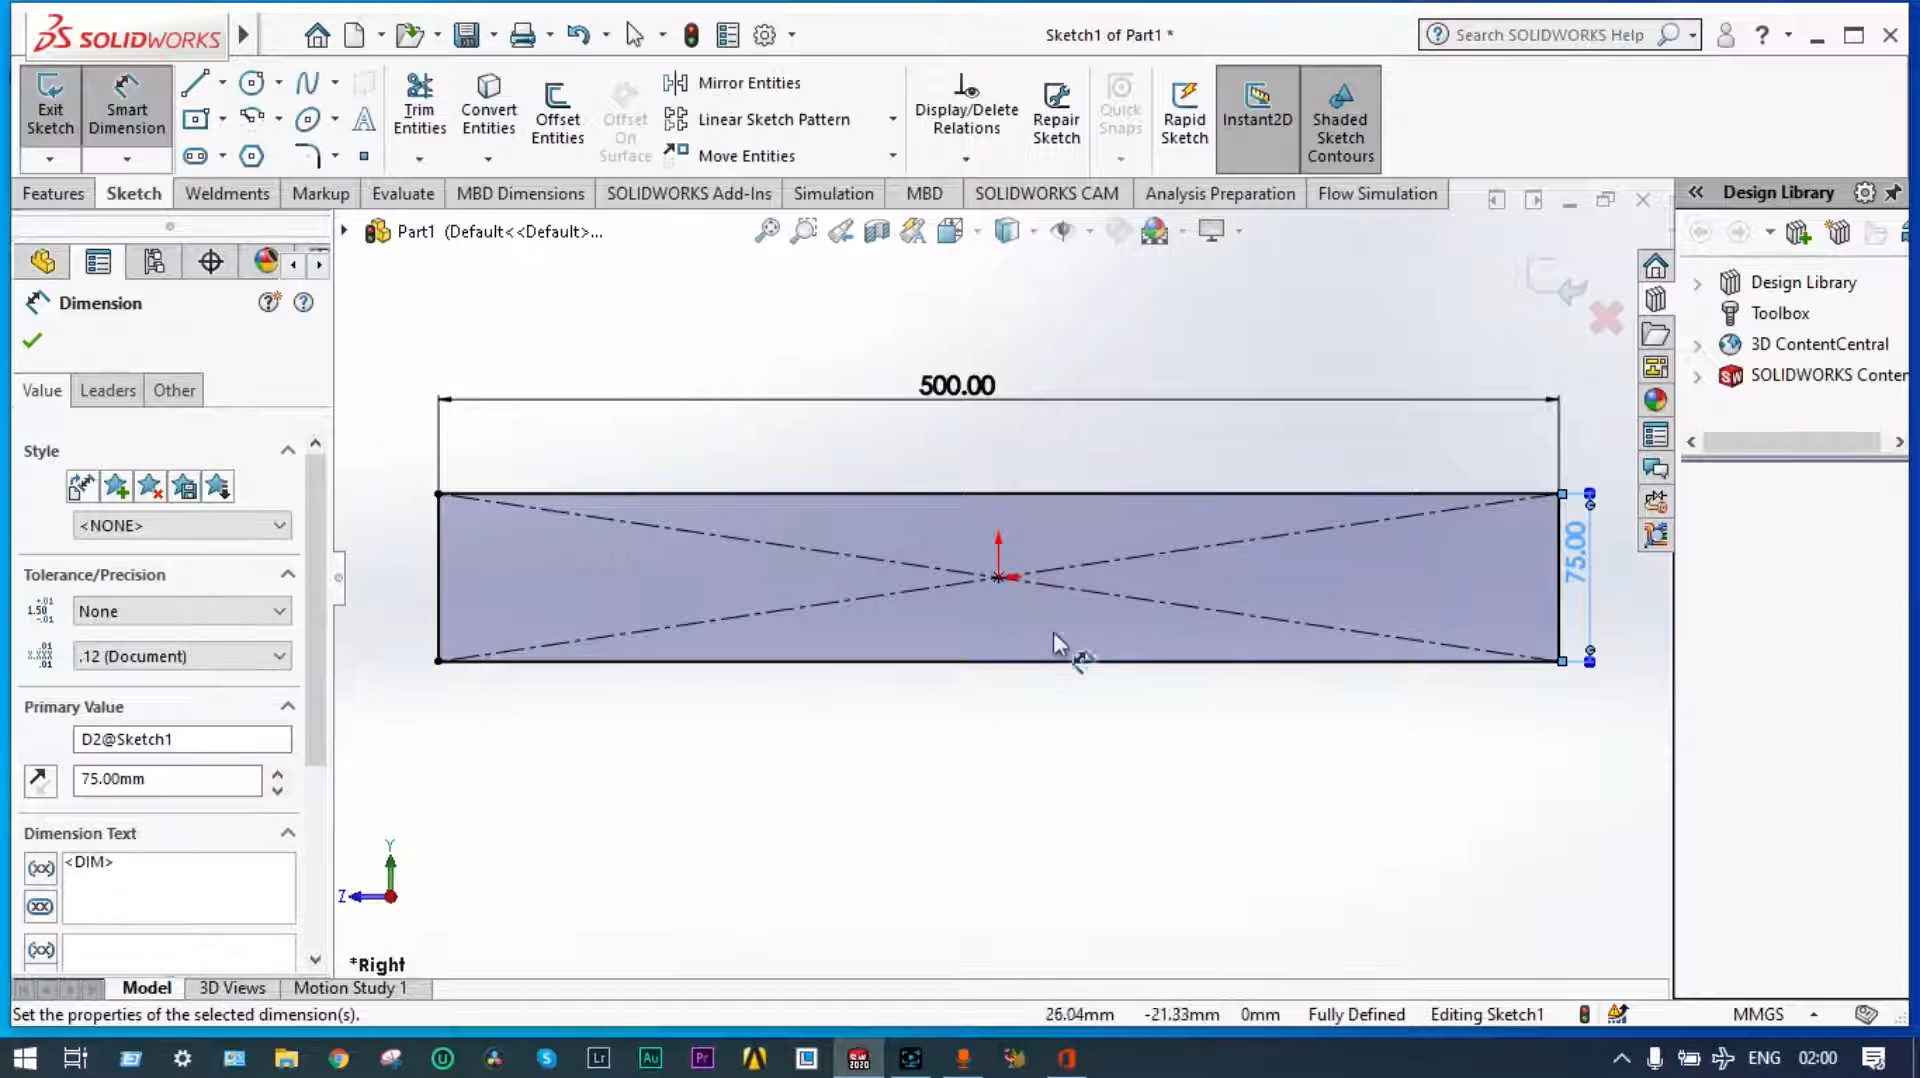 SOLIDWORKS
Sketch1 of Part1 *
Search SOLIDWORKS Help
?
Exit Sketch
Smart Dimension
Trim Entities
Convert Entities
Offset Entities
Offset On Surface
Mirror Entities
Linear Sketch Pattern
Move Entities
Display/Delete Relations
Repair Sketch
Quick Snaps
Rapid Sketch
Instant2D
Shaded Sketch Contours
Features
Sketch
Weldments
Markup
Evaluate
MBD Dimensions
SOLIDWORKS Add-Ins
Simulation
MBD
SOLIDWORKS CAM
Analysis Preparation
Flow Simulation
Design Library
Part1 (Default<<Default>...
Design Library
Toolbox
3D ContentCentral
SOLIDWORKS Conter
Dimension
Value
Leaders
Other
Style
<NONE>
Tolerance/Precision
None
.12 (Document)
Primary Value
D2@Sketch1
75.00mm
Dimension Text
<DIM>
500.00
75.00
Y
Z
*Right
Model
3D Views
Motion Study 1
Set the properties of the selected dimension(s).
26.04mm
-21.33mm
0mm
Fully Defined
Editing Sketch1
MMGS
Lr
Au
Pr
SW 2020
ENG
02:00